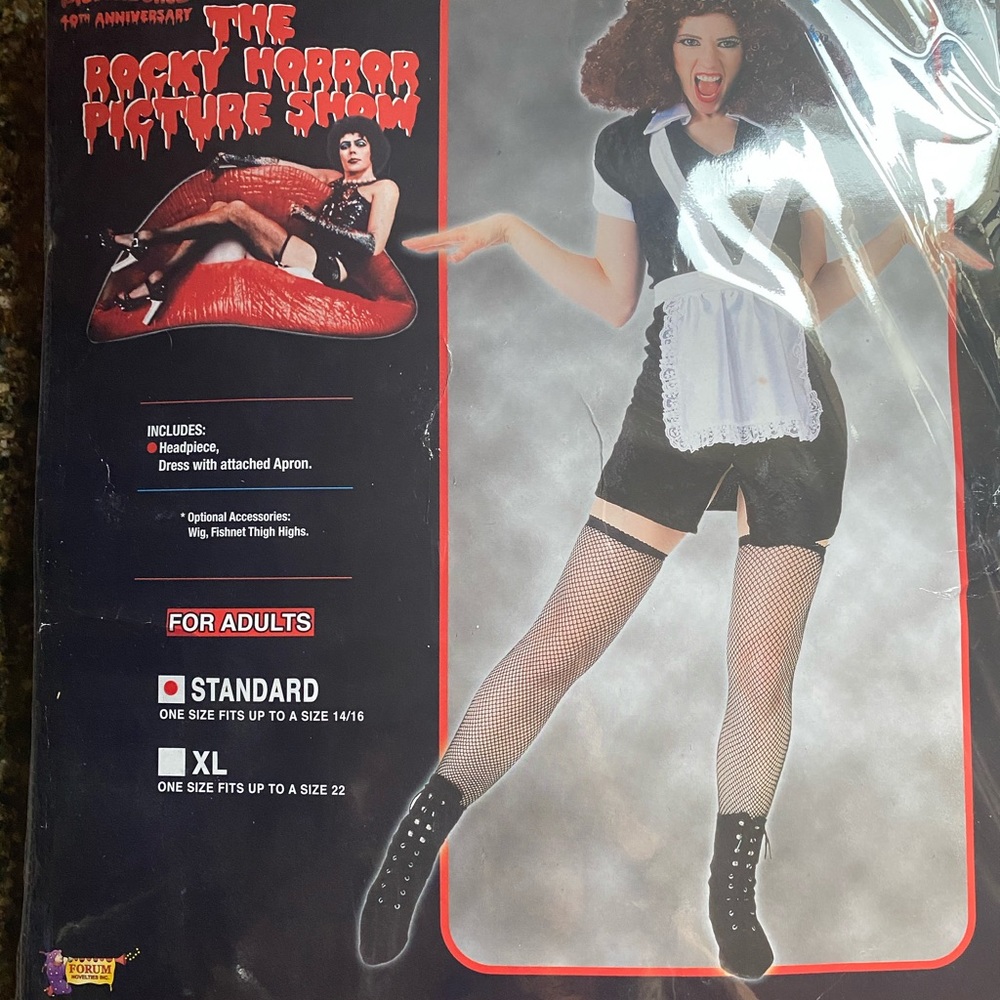 40TH ANNIVERSARY
THE
ROCKY HORROR
PICTURE SHOW
INCLUDES:
Headpiece,
Dress with attached Apron.
* Optional Accessories:
Wig, Fishnet Thigh Highs.
FOR ADULTS
STANDARD
ONE SIZE FITS UP TO A SIZE 14/16
XL
ONE SIZE FITS UP TO A SIZE 22
FORUM
NOVELTIES INC.